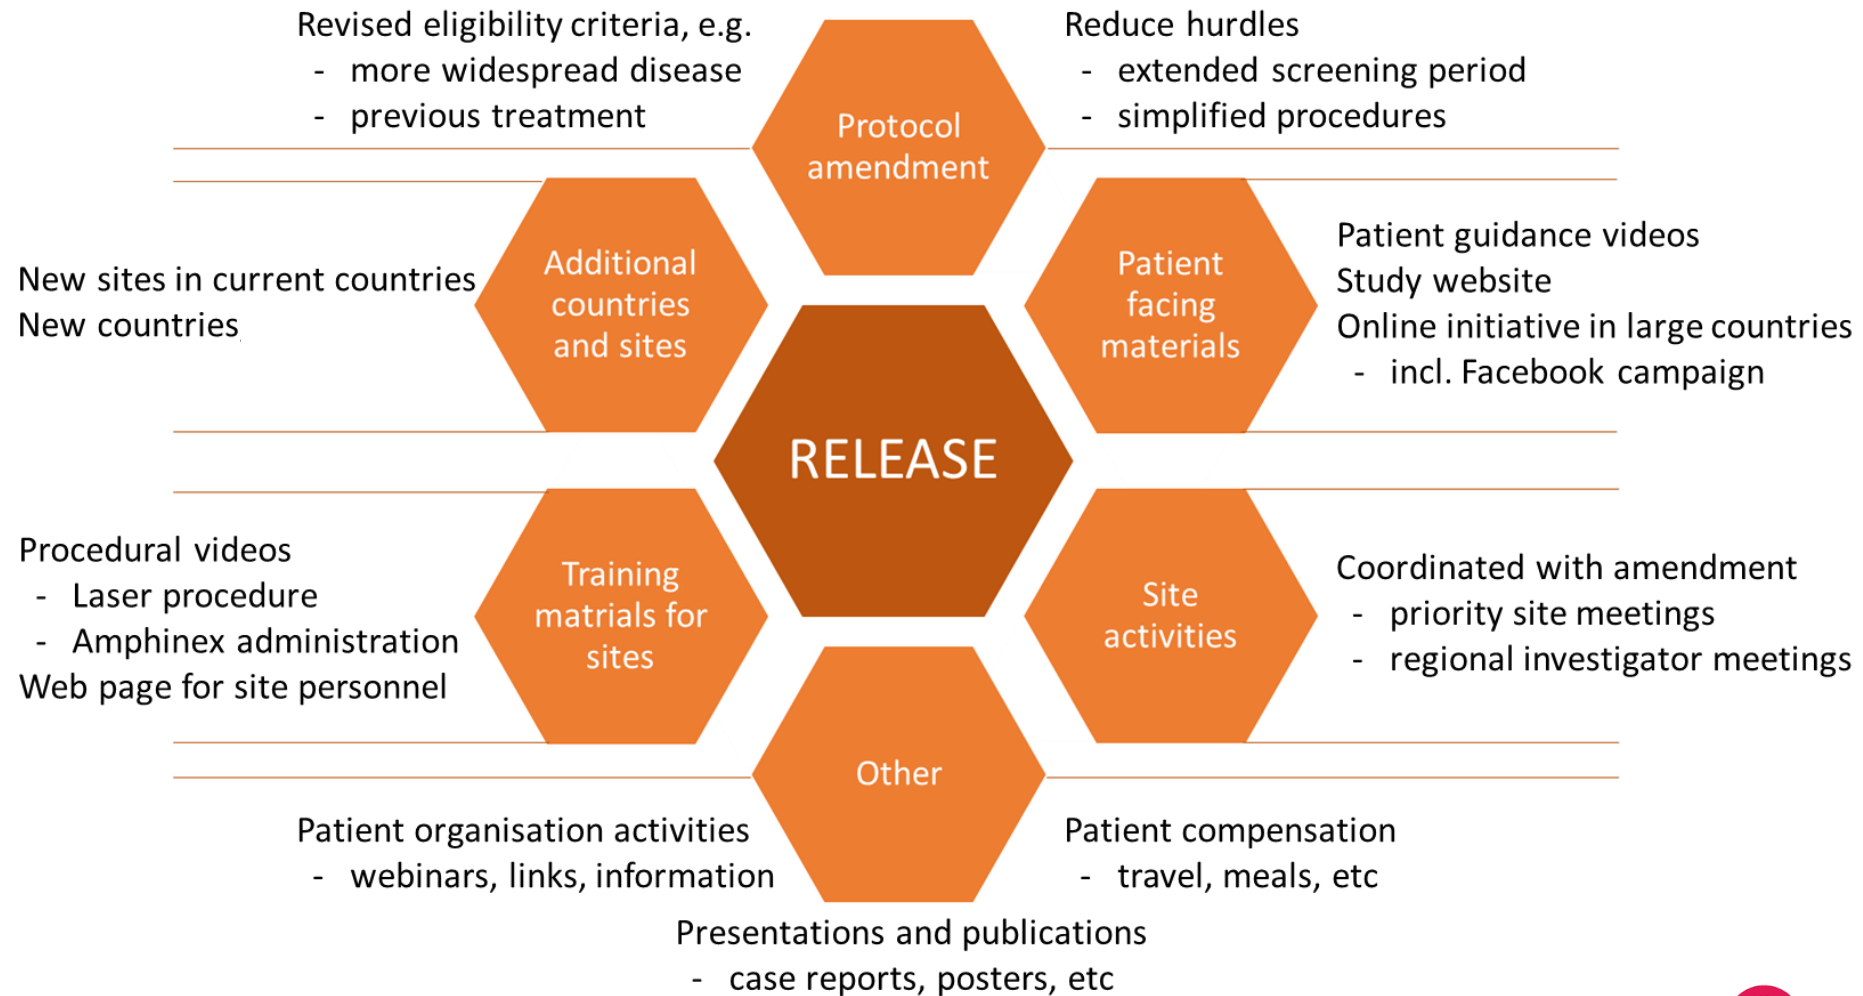 Revised eligibility criteria, e.g.
- more widespread disease
- previous treatment
Protocol
amendment
Reduce hurdles
- extended screening period
- simplified procedures
New sites in current countries
New countries
Additional
countries
and sites
Patient
facing
materials
Patient guidance videos
Study website
Online initiative in large countries
- incl. Facebook campaign
RELEASE
Procedural videos
- Laser procedure
- Amphinex administration
Web page for site personnel
Training
matrials for
sites
Site
activities
Coordinated with amendment
- priority site meetings
- regional investigator meetings
Other
Patient organisation activities
- webinars, links, information
Patient compensation
- travel, meals, etc
Presentations and publications
- case reports, posters, etc